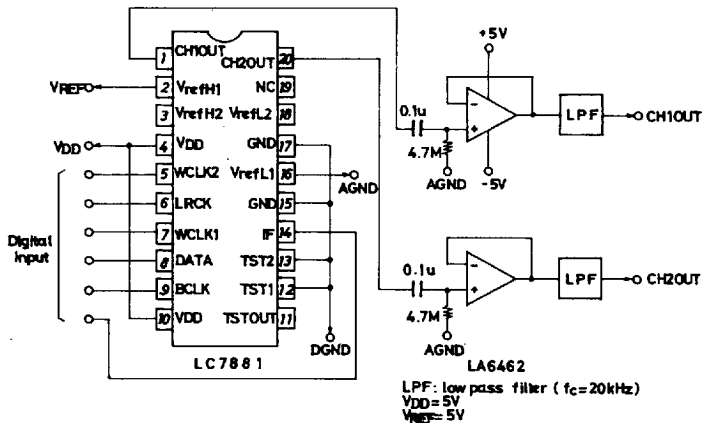 +5V
1 CH1OUT CH2OUT 20
VREF 2 VrefH1 NC 19
3 VrefH2 VrefL2 18
0.1u LPF CH1OUT
VDD 4 VDD GND 17
4.7M
5 WCLK2 VrefL1 16
AGND AGND -5V
6 LRCK GND 15
Digital input
7 WCLK1 IF 14
8 DATA TST2 13
0.1u LPF CH2OUT
9 BCLK TST1 12
4.7M
10 VDD TSTOUT 11
DGND AGND
LC7881 LA6462
LPF: low pass filter (fc=20kHz)
VDD=5V
VREF=5V